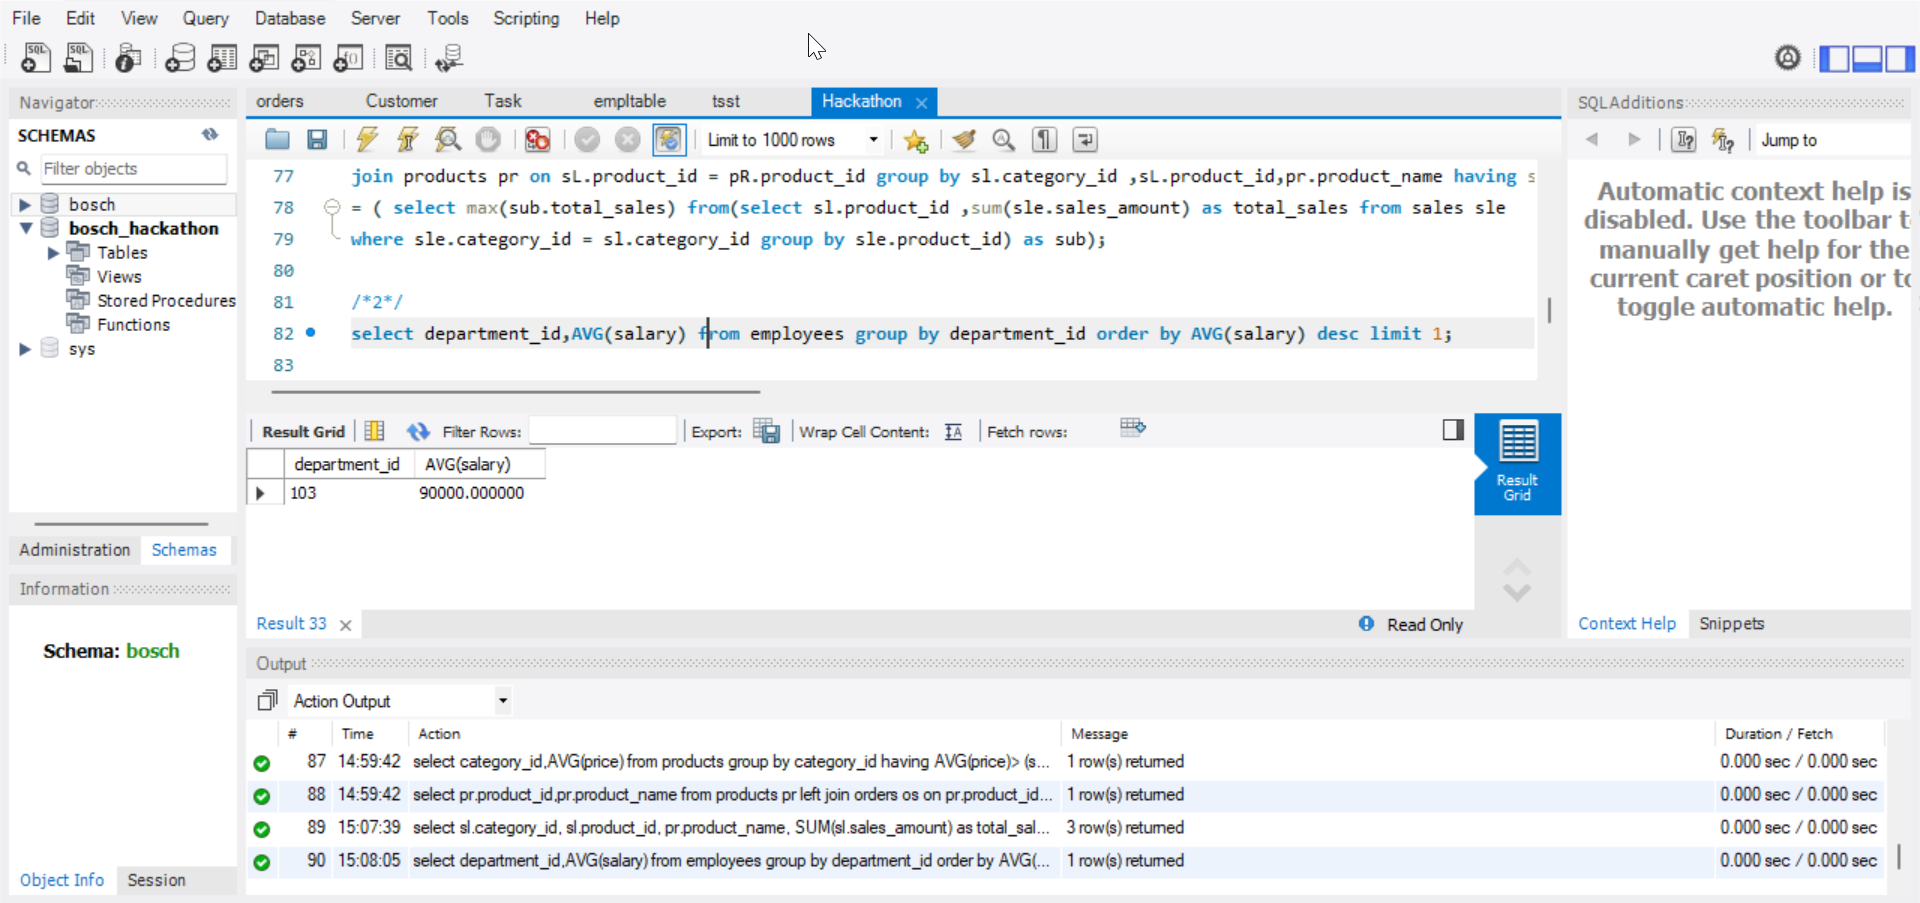 File Edit View Query Database Server Tools Scripting Help
Navigator
SCHEMAS
Filter objects
bosch
bosch_hackathon
Tables
Views
Stored Procedures
Functions
sys
Administration Schemas
Information
Schema: bosch
Object Info Session
orders Customer Task empltable tsst Hackathon
Limit to 1000 rows
77 join products pr on sL.product_id = pR.product_id group by sl.category_id ,sL.product_id,pr.product_name having s
78 = ( select max(sub.total_sales) from(select sl.product_id ,sum(sle.sales_amount) as total_sales from sales sle
79 where sle.category_id = sl.category_id group by sle.product_id) as sub);
80
81 /*2*/
82 select department_id,AVG(salary) from employees group by department_id order by AVG(salary) desc limit 1;
83
Result Grid Filter Rows: Export: Wrap Cell Content: Fetch rows:
department_id AVG(salary)
103 90000.000000
Result Grid
Result 33 Read Only
SQLAdditions
Jump to
Automatic context help is
disabled. Use the toolbar t
manually get help for the
current caret position or to
toggle automatic help.
Context Help Snippets
Output
Action Output
# Time Action Message Duration / Fetch
87 14:59:42 select category_id,AVG(price) from products group by category_id having AVG(price)> (s... 1 row(s) returned 0.000 sec / 0.000 sec
88 14:59:42 select pr.product_id,pr.product_name from products pr left join orders os on pr.product_id... 1 row(s) returned 0.000 sec / 0.000 sec
89 15:07:39 select sl.category_id, sl.product_id, pr.product_name, SUM(sl.sales_amount) as total_sal... 3 row(s) returned 0.000 sec / 0.000 sec
90 15:08:05 select department_id,AVG(salary) from employees group by department_id order by AVG(... 1 row(s) returned 0.000 sec / 0.000 sec